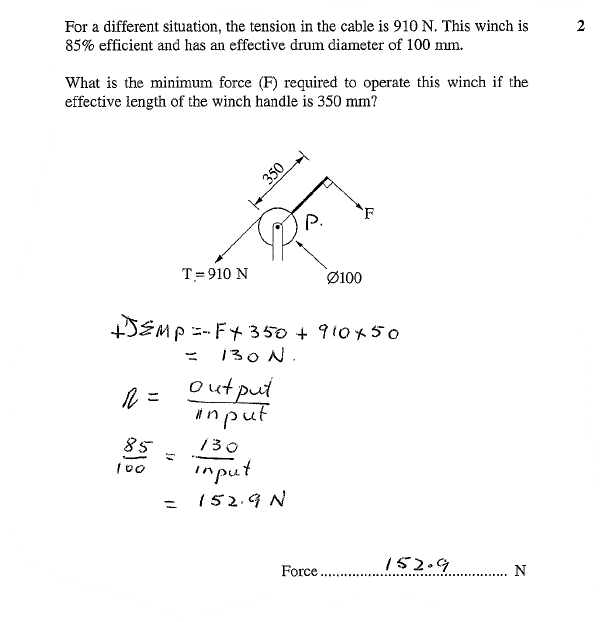 For a different situation, the tension in the cable is 910 N. This winch is 2
85% efficient and has an effective drum diameter of 100 mm.
What is the minimum force (F) required to operate this winch if the
effective length of the winch handle is 350 mm?
350
F
P.
T = 910 N
Ø100
+↻ΣMP = -F × 350 + 910 × 50
= 130 N.
η = output
input
85 = 130
100 input
= 152.9 N
Force ........ 152.9 ........ N